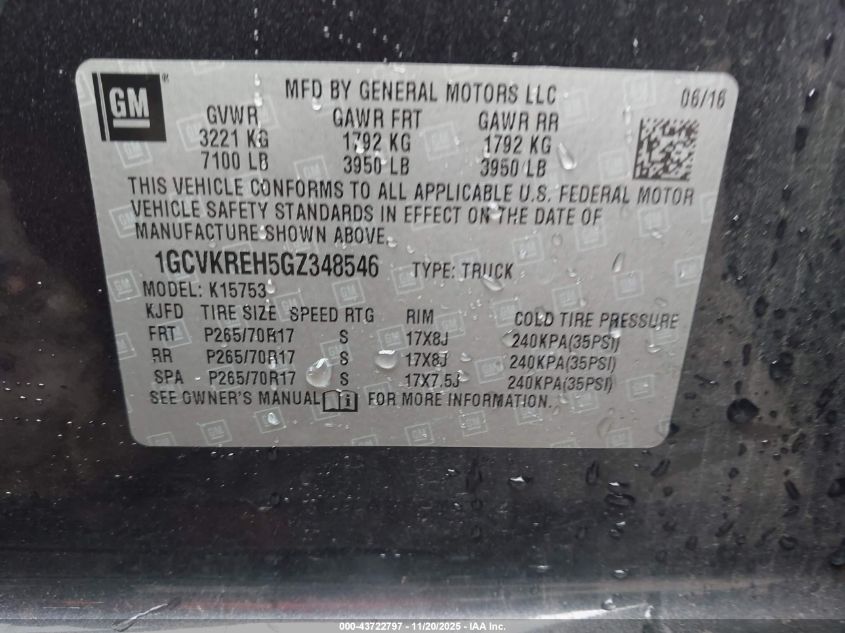 GM ®
MFD BY GENERAL MOTORS LLC 06/16
GVWR GAWR FRT GAWR RR
3221 KG 1792 KG 1792 KG
7100 LB 3950 LB 3950 LB
THIS VEHICLE CONFORMS TO ALL APPLICABLE U.S. FEDERAL MOTOR
VEHICLE SAFETY STANDARDS IN EFFECT ON THE DATE OF
MANUFACTURE SHOWN ABOVE.
1GCVKREH5GZ348546 TYPE: TRUCK
MODEL: K15753
KJFD TIRE SIZE SPEED RTG RIM COLD TIRE PRESSURE
FRT P265/70R17 S 17X8J 240KPA(35PSI)
RR P265/70R17 S 17X8J 240KPA(35PSI)
SPA P265/70R17 S 17X7.5J 240KPA(35PSI)
SEE OWNER'S MANUAL FOR MORE INFORMATION.
000-43722797 - 11/20/2025 - IAA Inc.